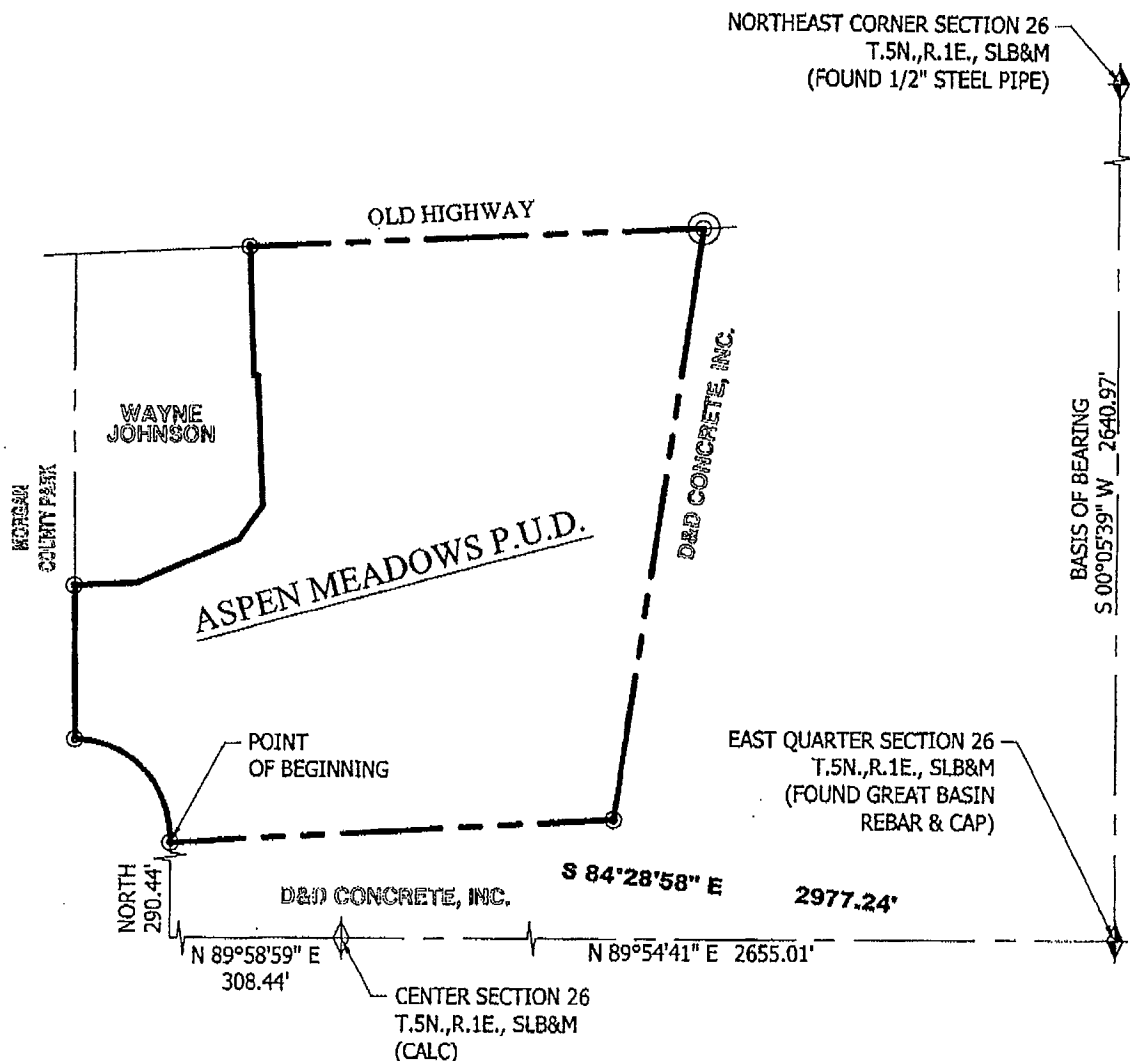 NORTHEAST CORNER SECTION 26
T.5N.,R.1E., SLB&M
(FOUND 1/2" STEEL PIPE)
OLD HIGHWAY
WAYNE
JOHNSON
D&D CONCRETE, INC.
MORGAN
COUNTY PARK
BASIS OF BEARING
S 00°05'39" W 2640.97'
ASPEN MEADOWS P.U.D.
POINT
OF BEGINNING
EAST QUARTER SECTION 26
T.5N.,R.1E., SLB&M
(FOUND GREAT BASIN
REBAR & CAP)
NORTH
290.44'
D&D CONCRETE, INC.
S 84°28'58" E 2977.24'
N 89°58'59" E
308.44'
N 89°54'41" E 2655.01'
CENTER SECTION 26
T.5N.,R.1E., SLB&M
(CALC)